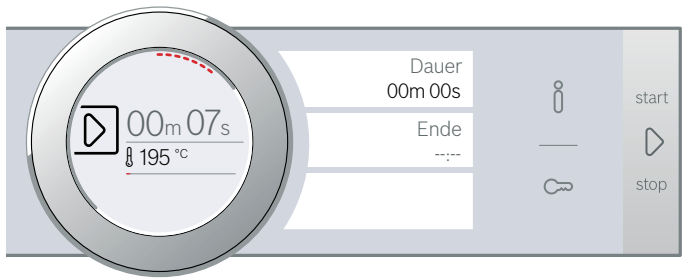 00m 07s
195 °C
Dauer
00m 00s
Ende
--:--
start
stop